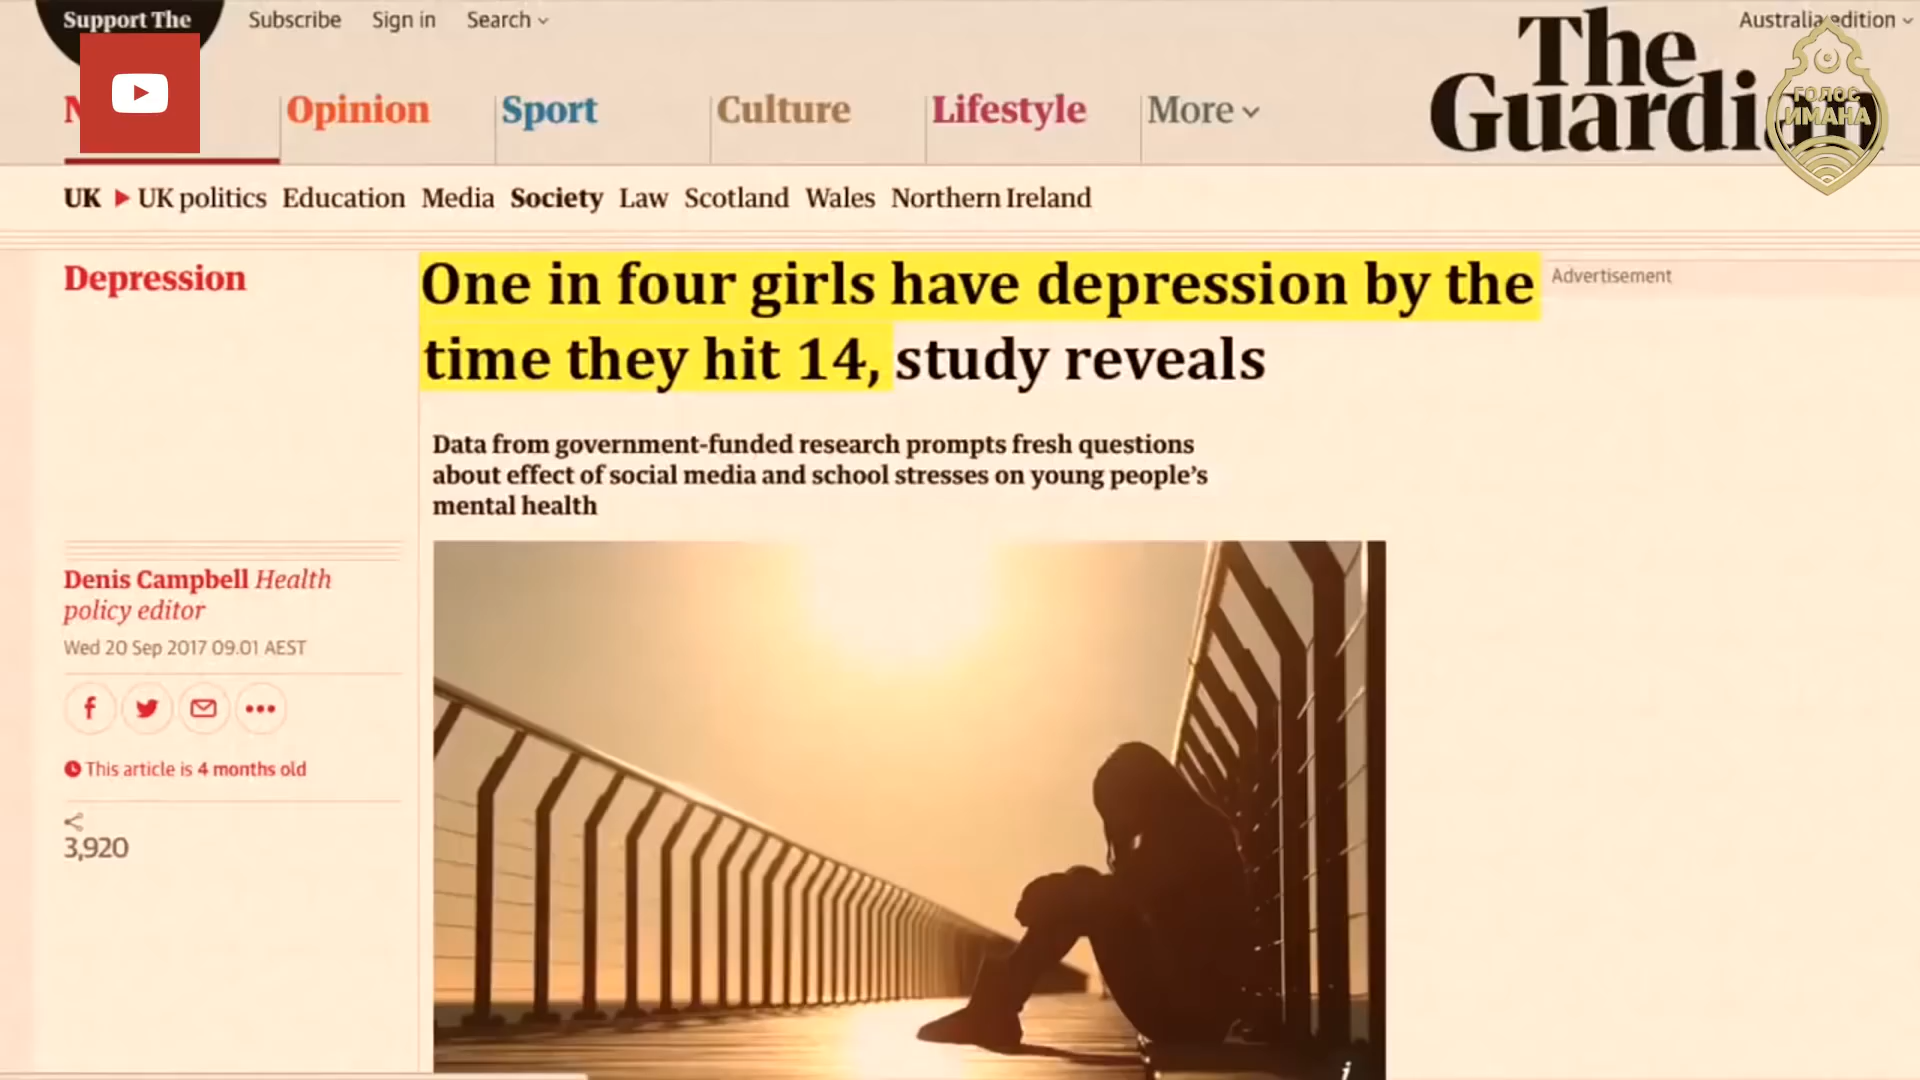 Support The
Subscribe
Sign in
Search
Australia edition
The
Guardian
ГОЛОС
ИМАНА
N
Opinion
Sport
Culture
Lifestyle
More
UK
UK politics
Education
Media
Society
Law
Scotland
Wales
Northern Ireland
Depression
One in four girls have depression by the
time they hit 14, study reveals
Advertisement
Data from government-funded research prompts fresh questions
about effect of social media and school stresses on young people’s
mental health
Denis Campbell Health
policy editor
Wed 20 Sep 2017 09.01 AEST
This article is 4 months old
3,920